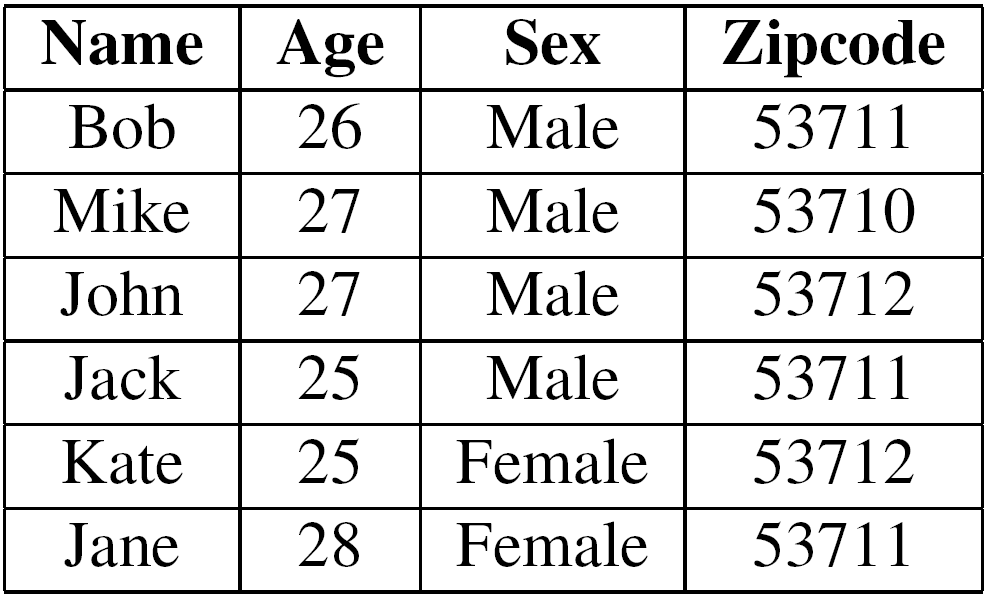 Name Age Sex Zipcode
Bob 26 Male 53711
Mike 27 Male 53710
John 27 Male 53712
Jack 25 Male 53711
Kate 25 Female 53712
Jane 28 Female 53711